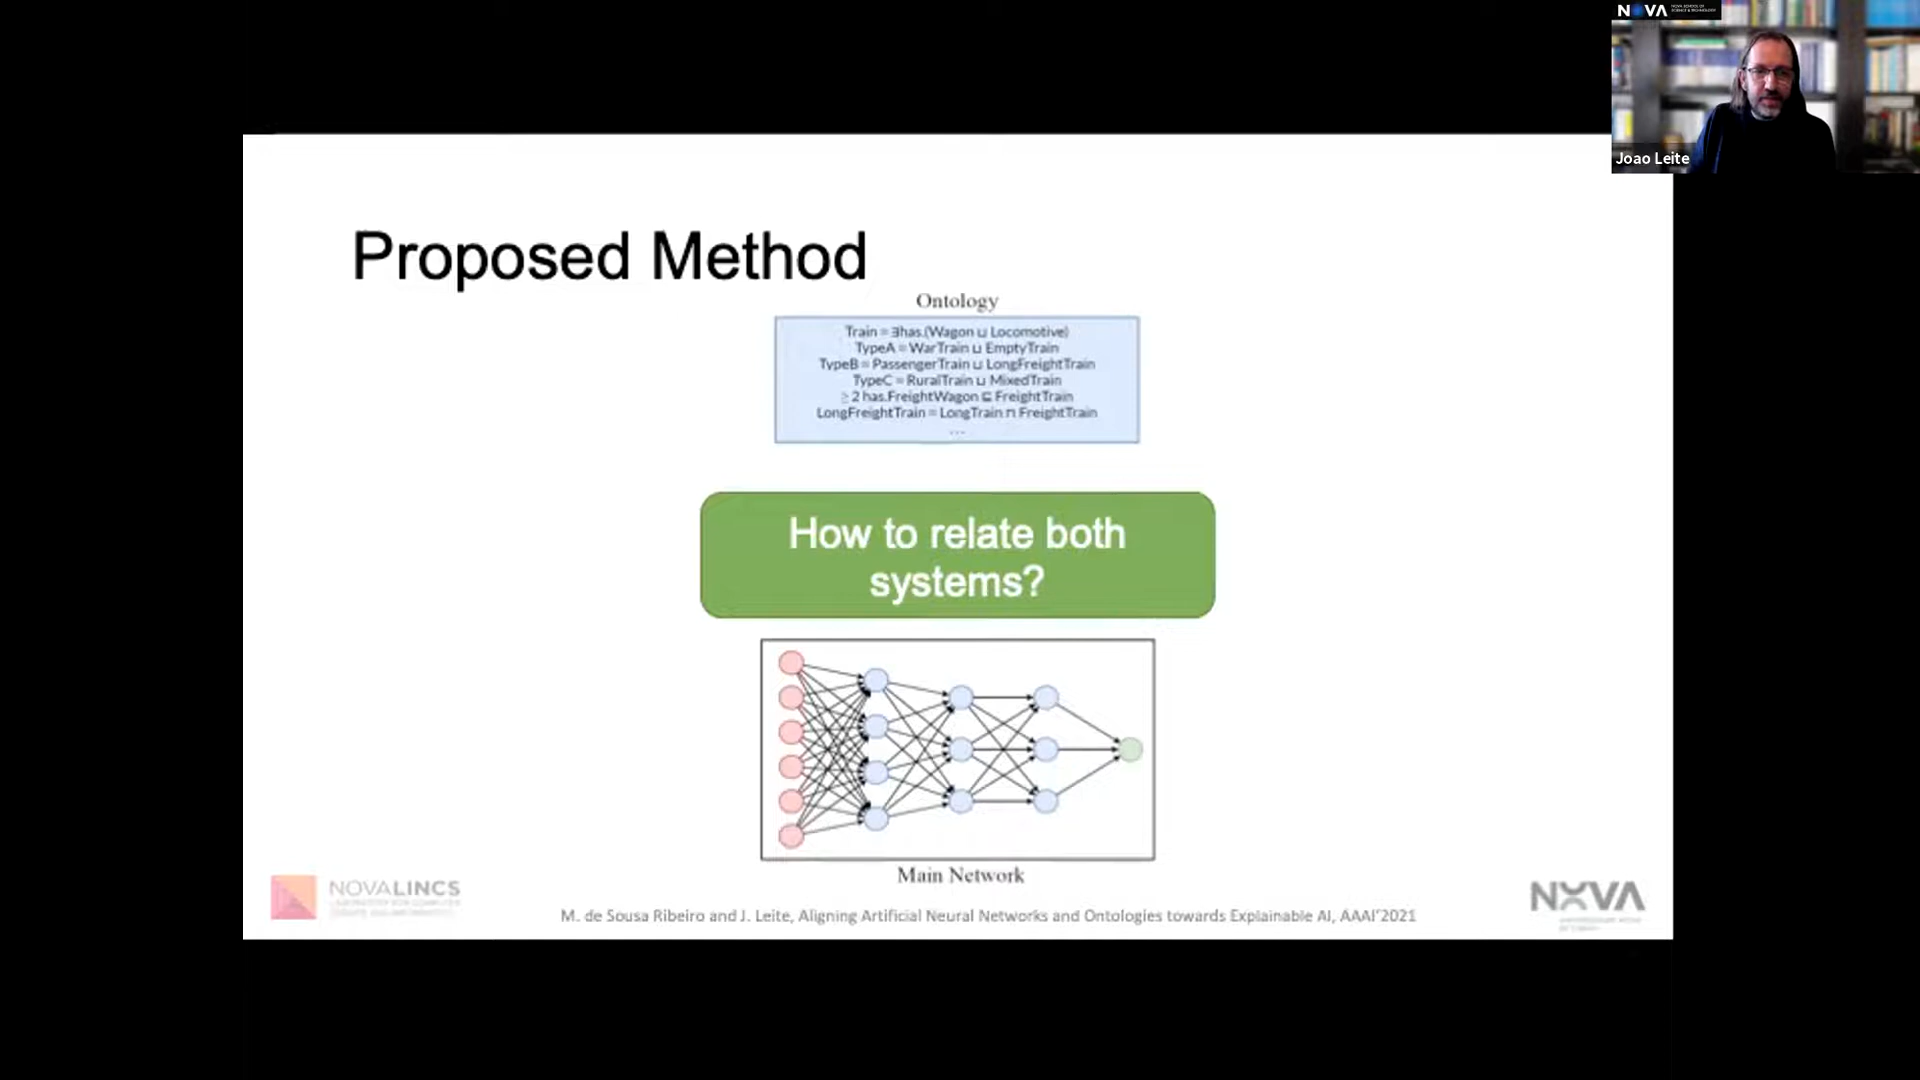 NOVA
Joao Leite
Proposed Method
Ontology
Train ≡ ∃has.(Wagon ⊔ Locomotive)
TypeA ≡ WarTrain ⊔ EmptyTrain
TypeB ≡ PassengerTrain ⊔ LongFreightTrain
TypeC ≡ RuralTrain ⊔ MixedTrain
≥ 2 has.FreightWagon ⊑ FreightTrain
LongFreightTrain ≡ LongTrain ⊓ FreightTrain
...
How to relate both
systems?
Main Network
NOVALINCS
M. de Sousa Ribeiro and J. Leite, Aligning Artificial Neural Networks and Ontologies towards Explainable AI, AAAI'2021
NOVA